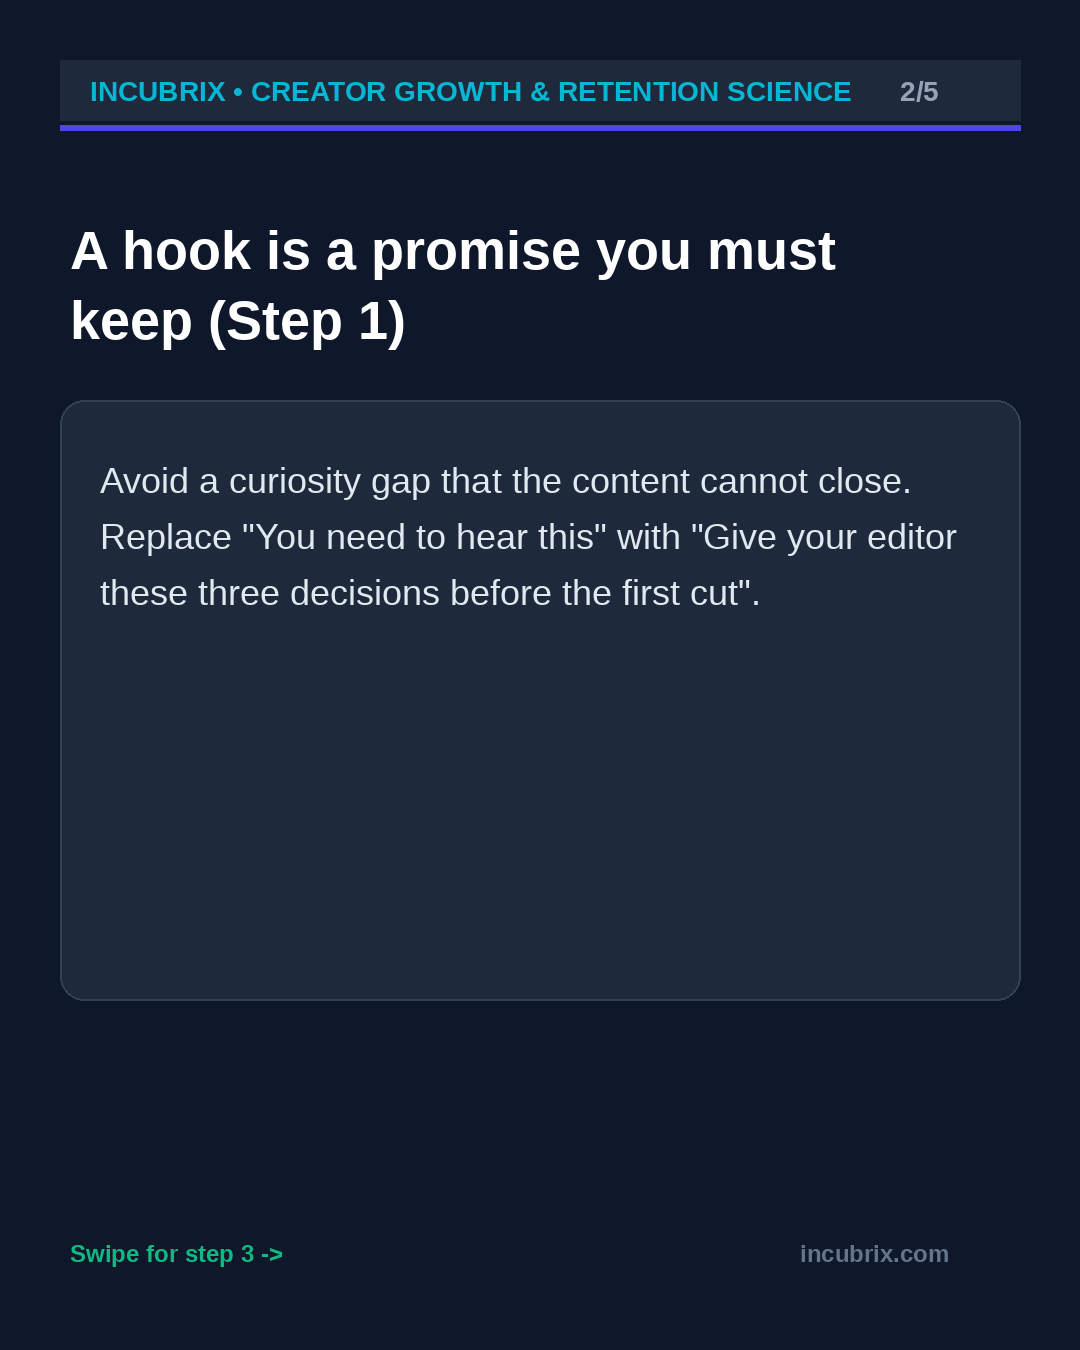 INCUBRIX • CREATOR GROWTH & RETENTION SCIENCE 2/5
A hook is a promise you must
keep (Step 1)
Avoid a curiosity gap that the content cannot close.
Replace "You need to hear this" with "Give your editor
these three decisions before the first cut".
Swipe for step 3 -> incubrix.com